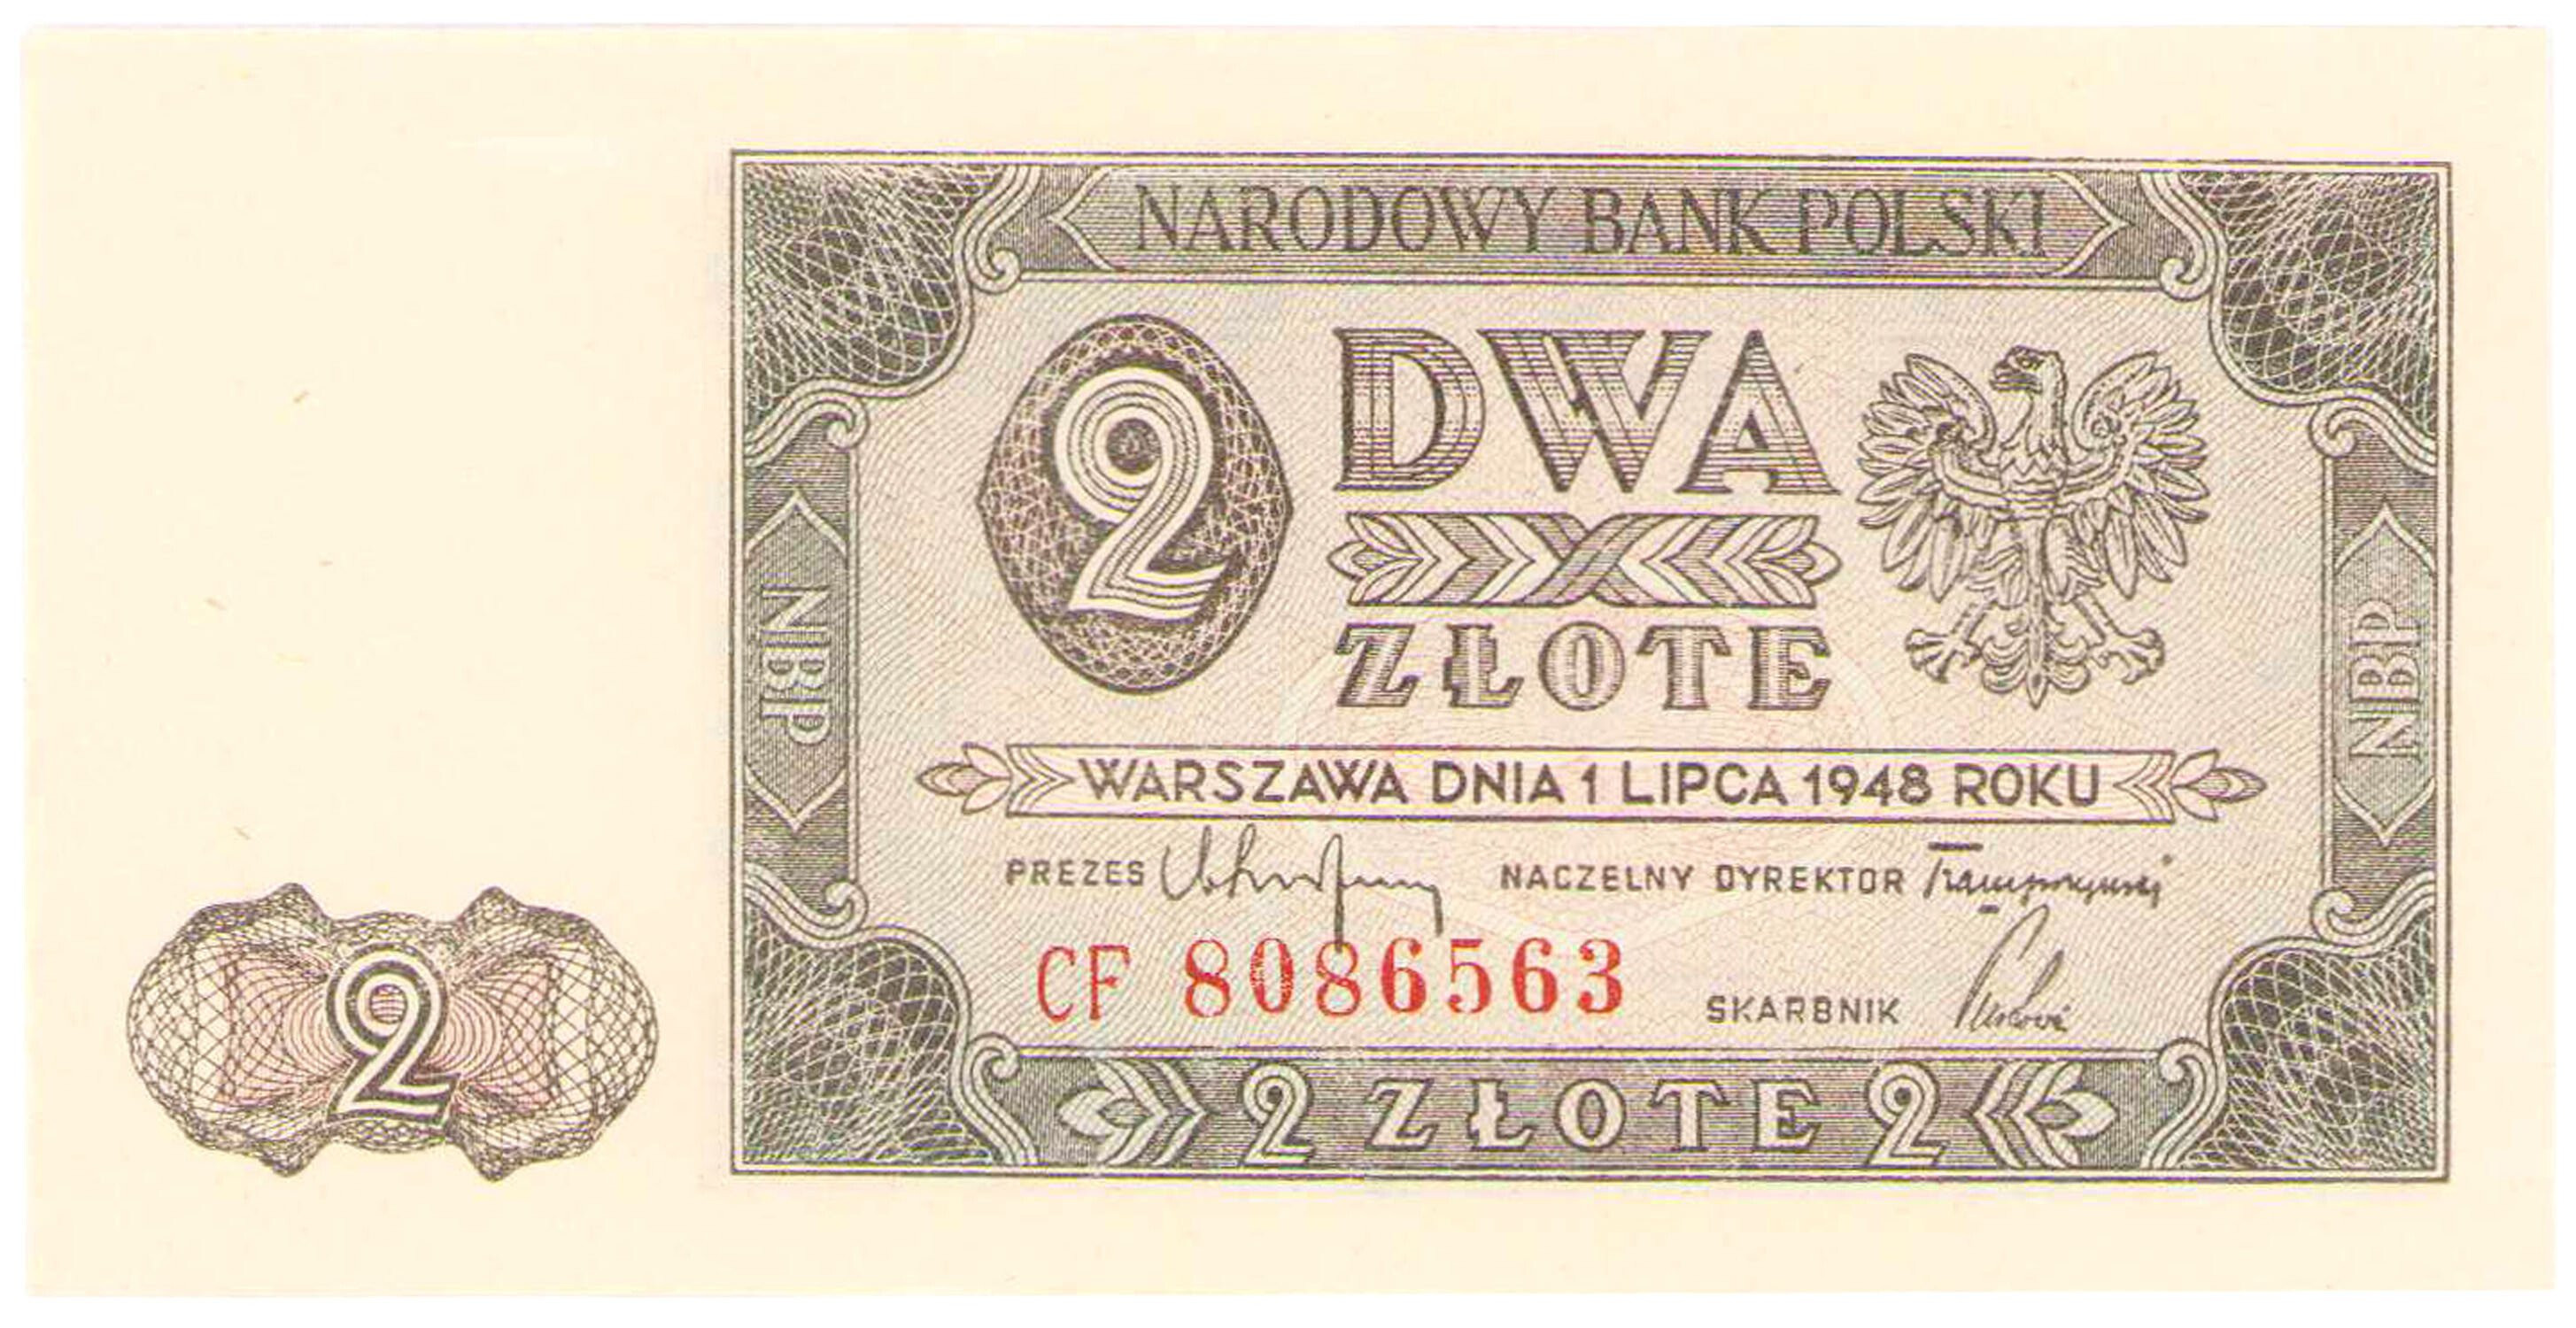 NARODOWY BANK POLSKI
2
DWA
ZŁOTE
NBP
NBP
WARSZAWA DNIA 1 LIPCA 1948 ROKU
PREZES NACZELNY DYREKTOR
CF 8086563
SKARBNIK
2
2 ZŁOTE 2